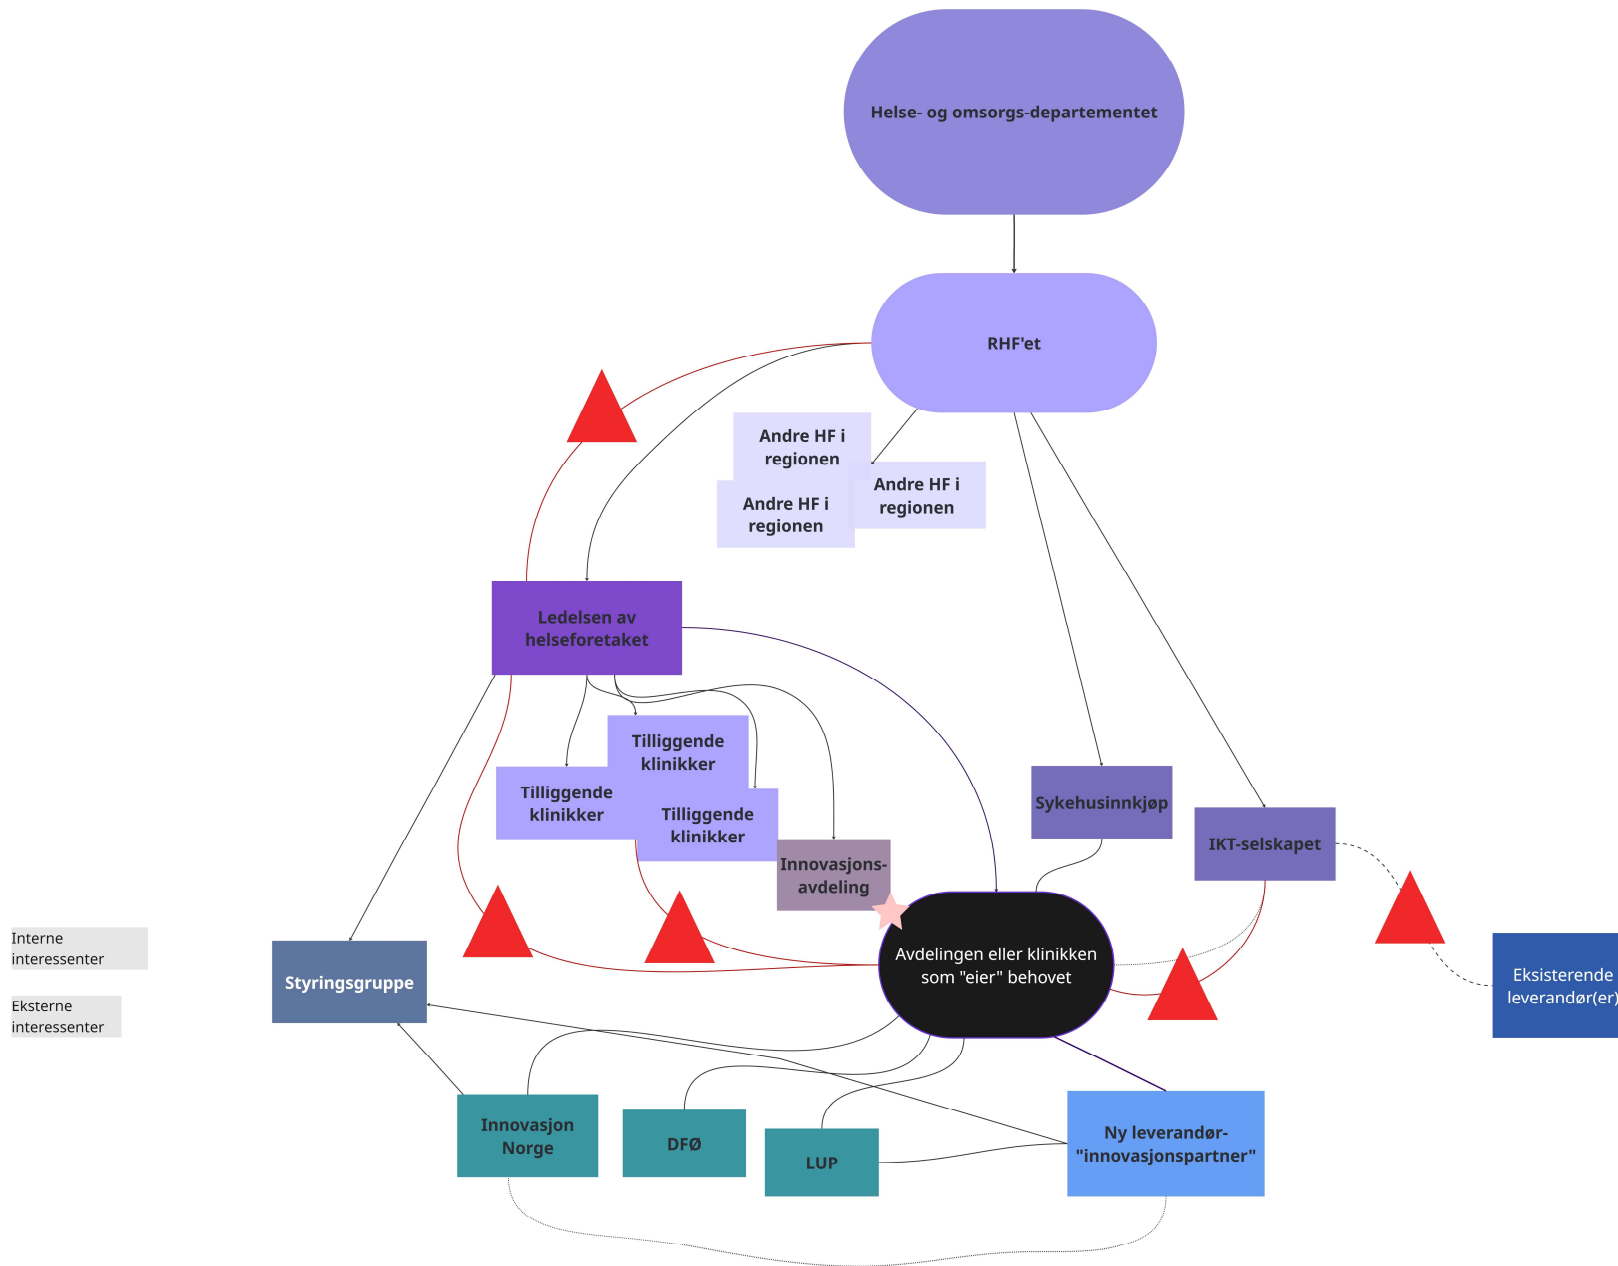 Helse- og omsorgs-departementet
RHF'et
Andre HF i
regionen
Andre HF i
regionen
Andre HF i
regionen
Ledelsen av
helseforetaket
Tilliggende
klinikker
Tilliggende
klinikker
Tilliggende
klinikker
Sykehusinnkjøp
IKT-selskapet
Innovasjons-
avdeling
Interne
interessenter
Eksterne
interessenter
Styringsgruppe
Avdelingen eller klinikken
som "eier" behovet
Eksisterende
leverandør(er)
Innovasjon
Norge
DFØ
LUP
Ny leverandør-
"innovasjonspartner"